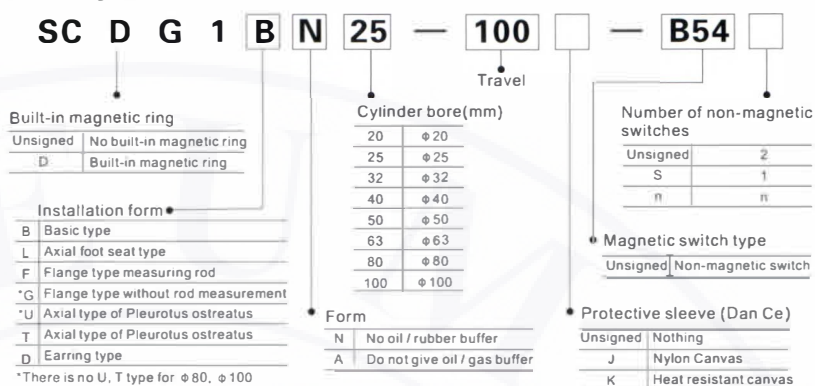 SC D G 1 B N 25 — 100 — B54
Travel
Built-in magnetic ring
Unsigned No built-in magnetic ring
D Built-in magnetic ring
Installation form
B Basic type
L Axial foot seat type
F Flange type measuring rod
*G Flange type without rod measurement
*U Axial type of Pleurotus ostreatus
T Axial type of Pleurotus ostreatus
D Earring type
*There is no U, T type for Φ80, Φ100
Cylinder bore(mm)
20 Φ20
25 Φ25
32 Φ32
40 Φ40
50 Φ50
63 Φ63
80 Φ80
100 Φ100
Form
N No oil / rubber buffer
A Do not give oil / gas buffer
Number of non-magnetic
switches
Unsigned 2
S 1
n n
Magnetic switch type
Unsigned Non-magnetic switch
Protective sleeve (Dan Ce)
Unsigned Nothing
J Nylon Canvas
K Heat resistant canvas